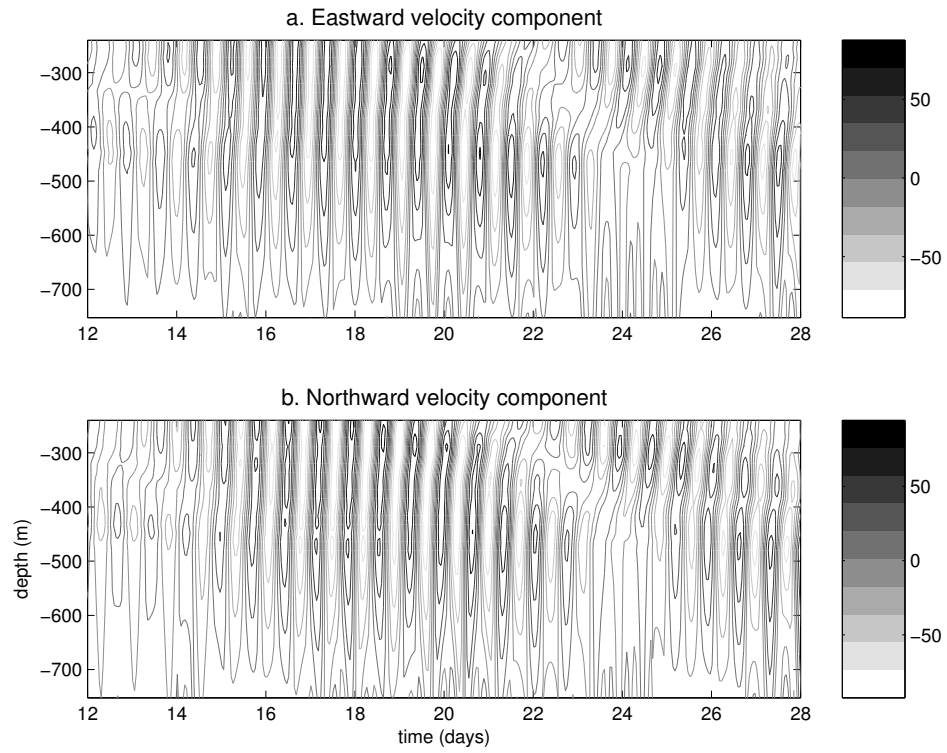 a. Eastward velocity component
−300
−400
−500
−600
−700
12 14 16 18 20 22 24 26 28
50
0
−50
b. Northward velocity component
depth (m)
−300
−400
−500
−600
−700
12 14 16 18 20 22 24 26 28
time (days)
50
0
−50